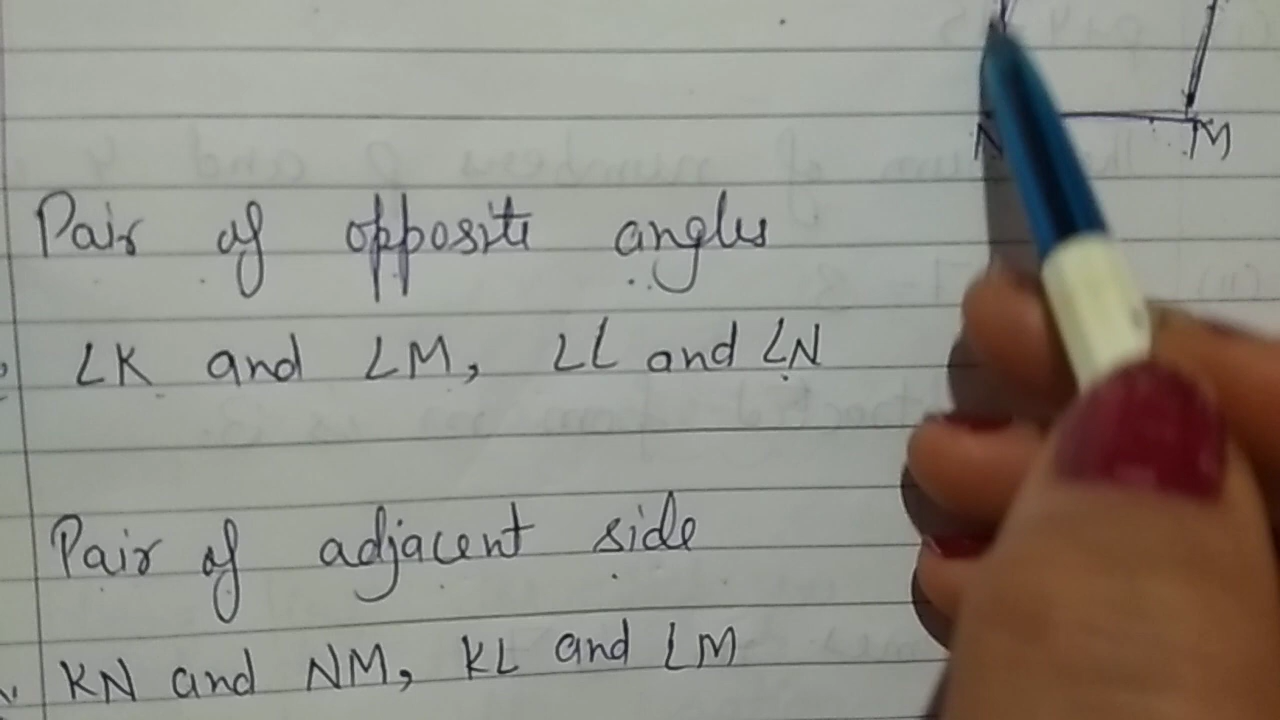 N M
Pair of opposite angles
∠K and ∠M, ∠L and ∠N
Pair of adjacent side
KN and NM, KL and LM